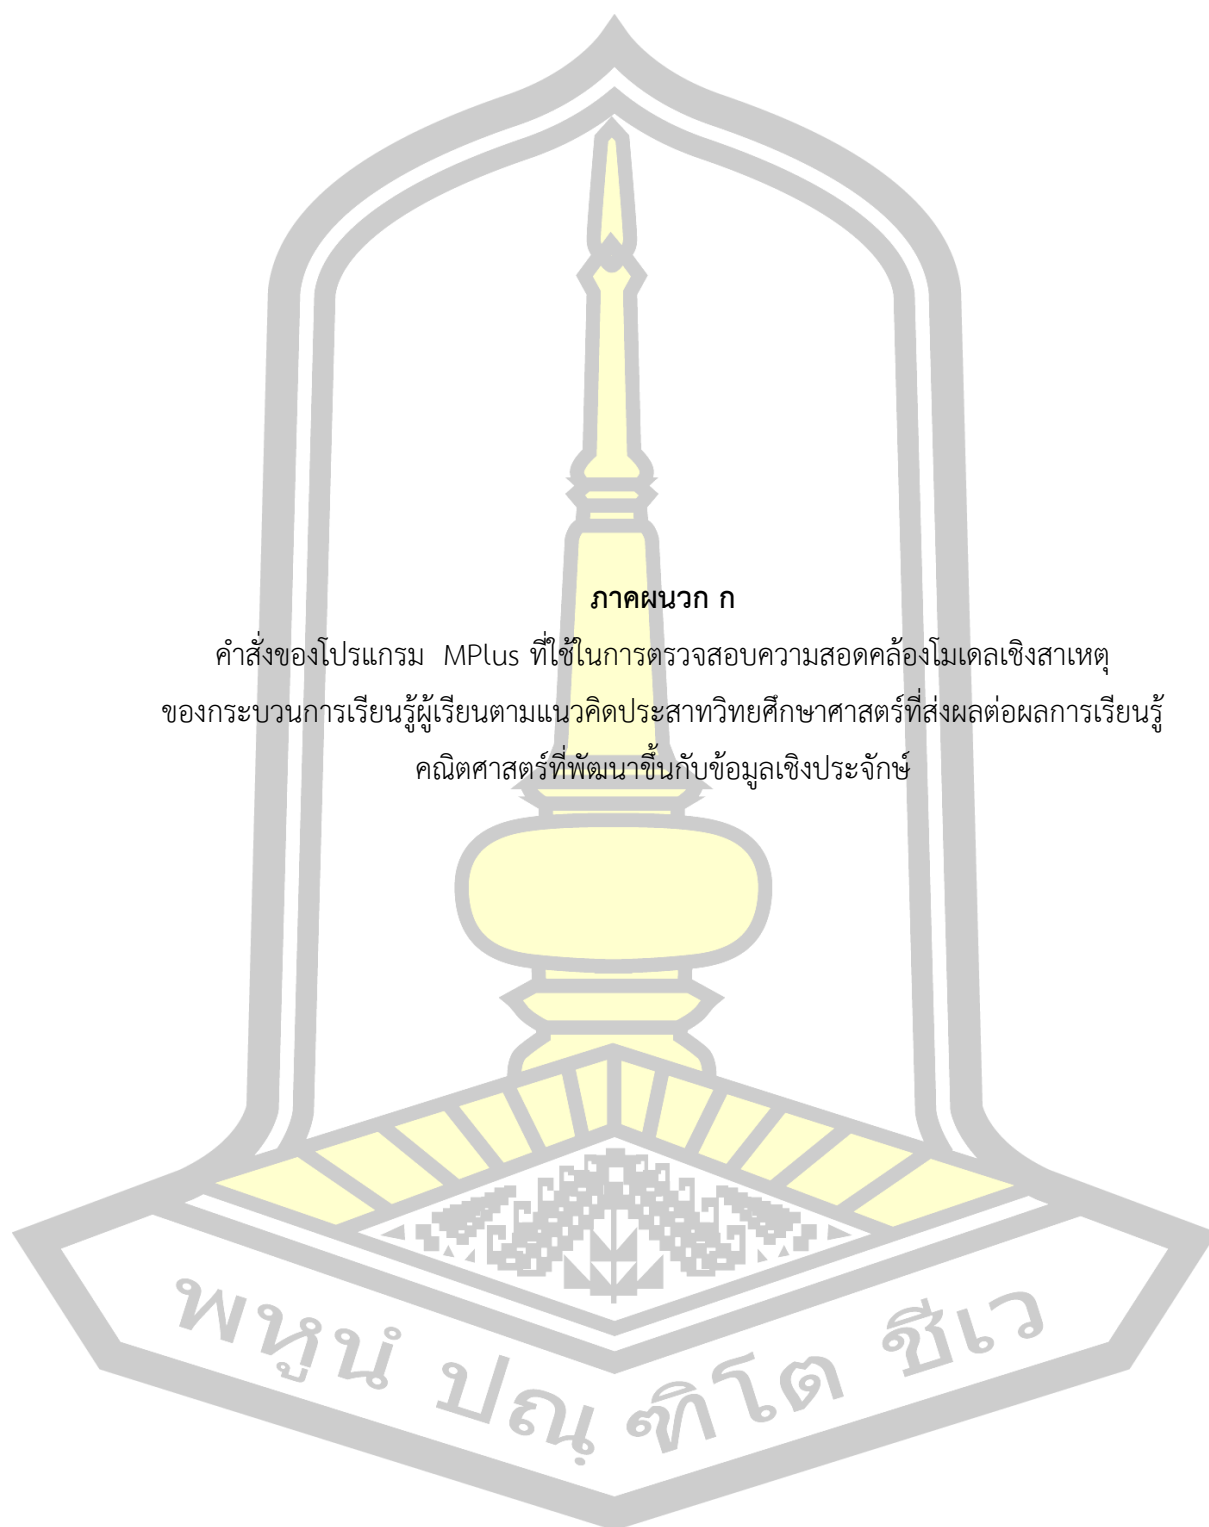 ภาคผนวก ก
คำสั่งของโปรแกรม MPlus ที่ใช้ในการตรวจสอบความสอดคล้องโมเดลเชิงสาเหตุ
ของกระบวนการเรียนรู้ผู้เรียนตามแนวคิดประสาทวิทยศึกษาศาสตร์ที่ส่งผลต่อผลการเรียนรู้
คณิตศาสตร์ที่พัฒนาขึ้นกับข้อมูลเชิงประจักษ์
พหูนํ ปณฺ ฑิโต ชีเว